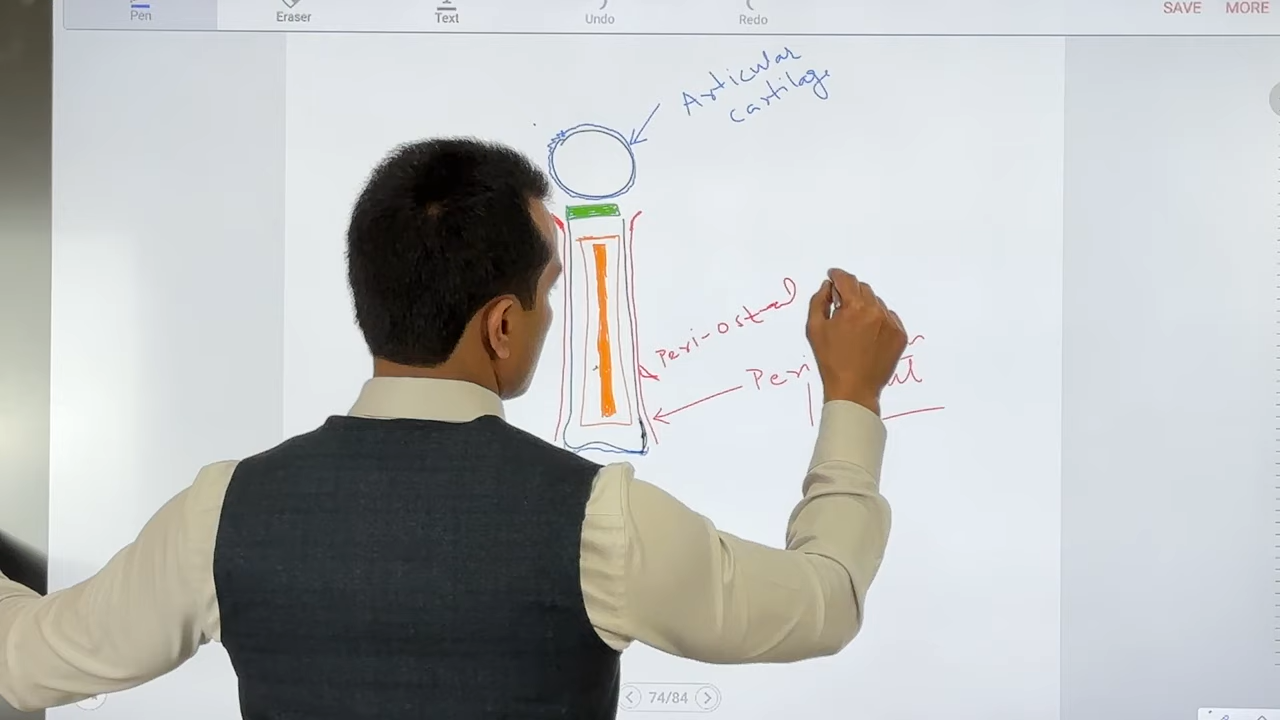 Pen
Eraser
Text
Undo
Redo
SAVE
MORE
Articular
cartilage
Peri-osteal
74/84